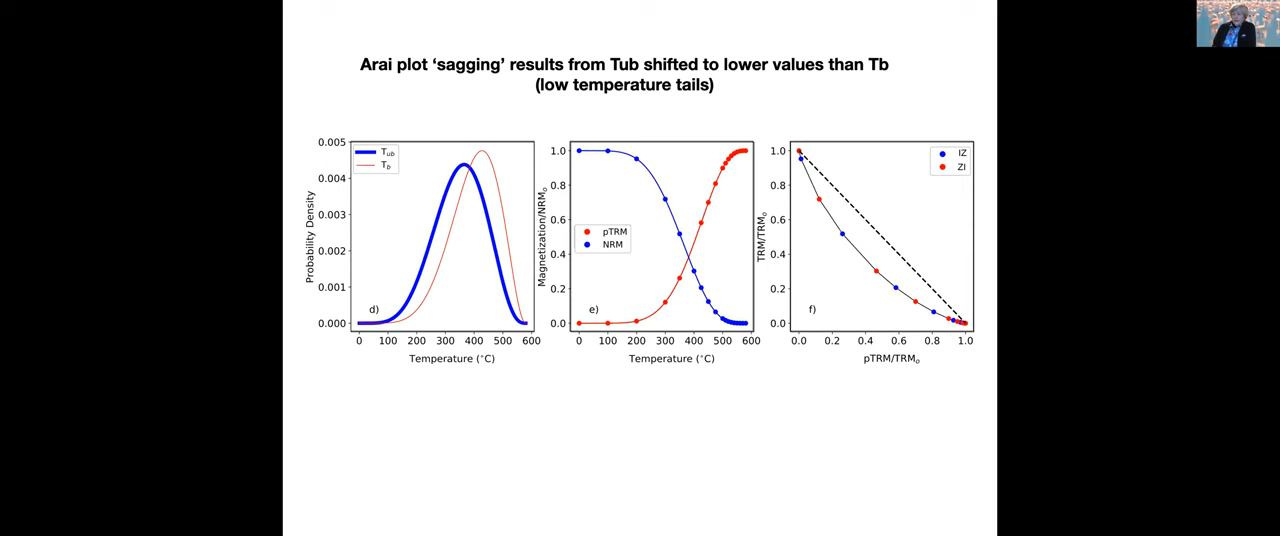 Arai plot ‘sagging’ results from Tub shifted to lower values than Tb
(low temperature tails)
0.005
0.004
0.003
0.002
0.001
0.000
Probability Density
Tub
Tb
d)
0 100 200 300 400 500 600
Temperature (°C)
1.0
0.8
0.6
0.4
0.2
0.0
Magnetization/NRMo
pTRM
NRM
e)
0 100 200 300 400 500 600
Temperature (°C)
1.0
0.8
0.6
0.4
0.2
0.0
TRM/TRMo
IZ
ZI
f)
0.0 0.2 0.4 0.6 0.8 1.0
pTRM/TRMo